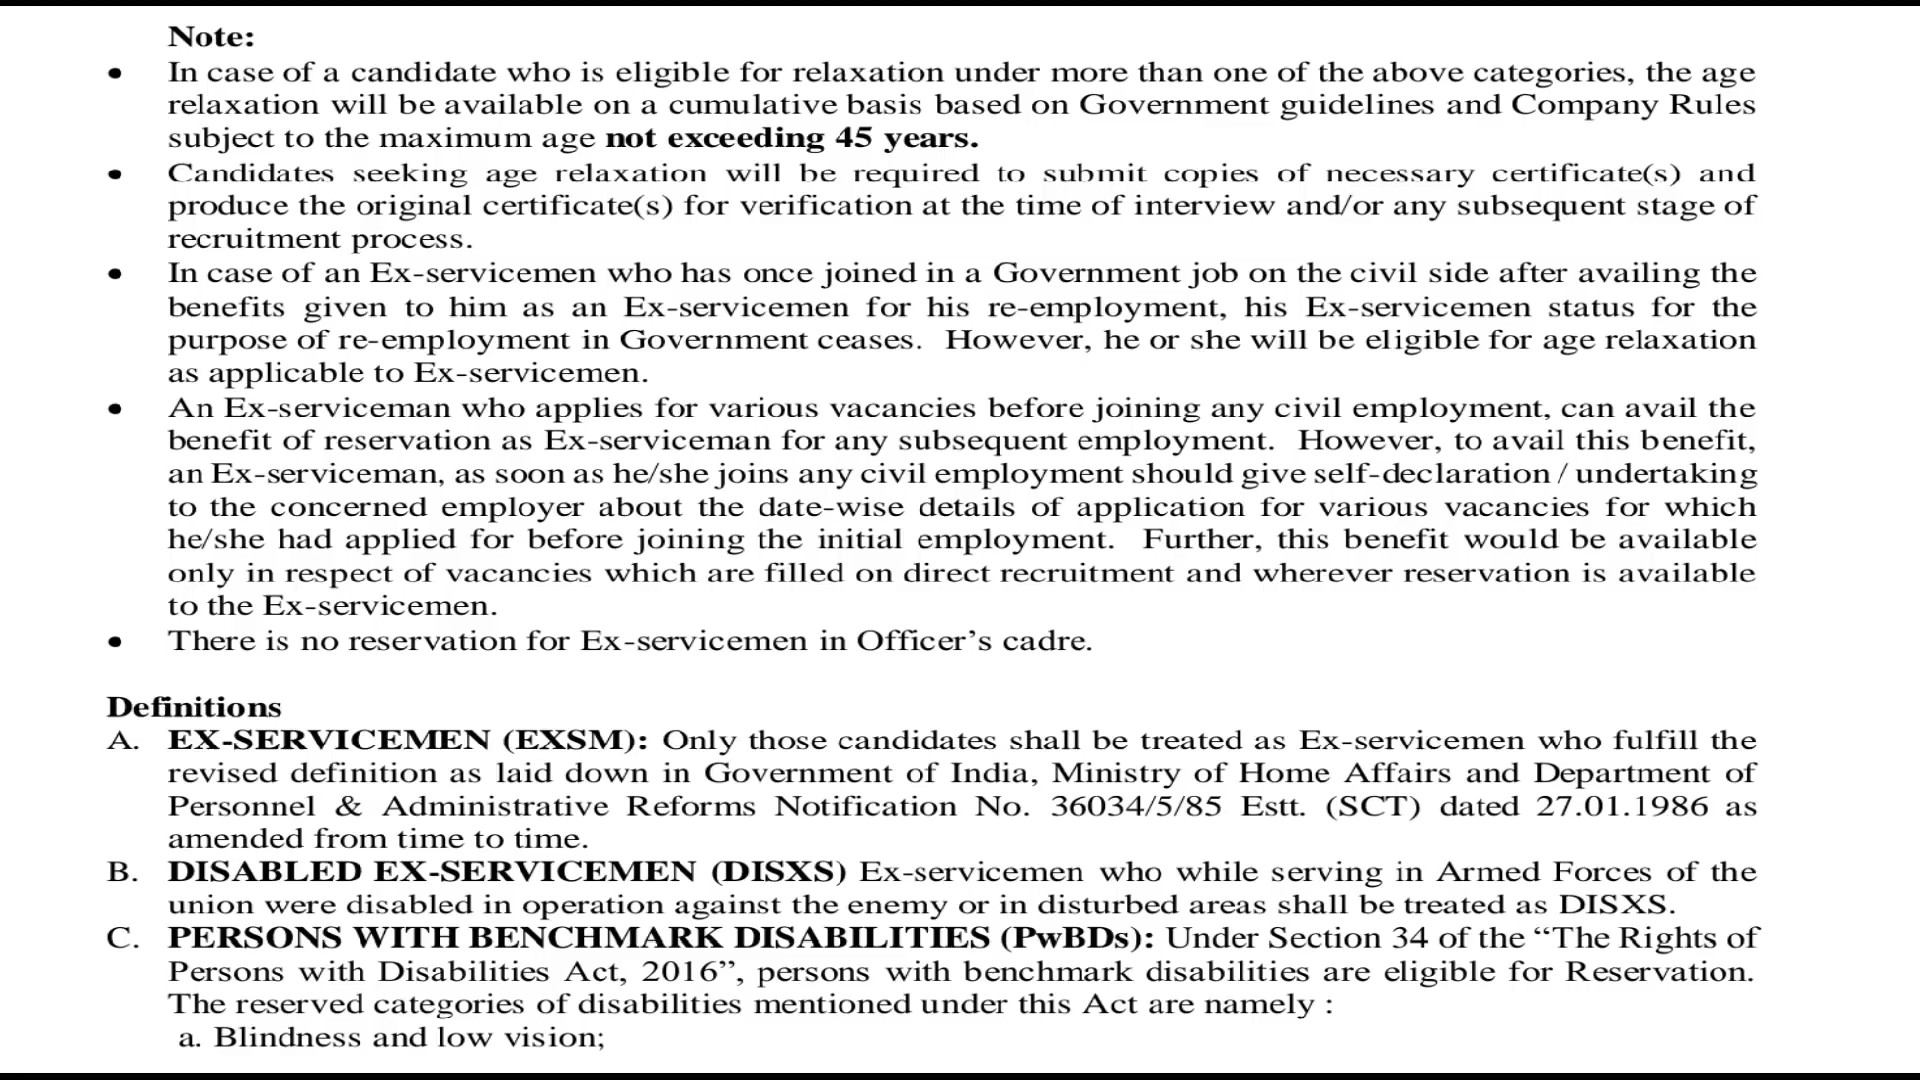 Note:
• In case of a candidate who is eligible for relaxation under more than one of the above categories, the age
relaxation will be available on a cumulative basis based on Government guidelines and Company Rules
subject to the maximum age not exceeding 45 years.
• Candidates seeking age relaxation will be required to submit copies of necessary certificate(s) and
produce the original certificate(s) for verification at the time of interview and/or any subsequent stage of
recruitment process.
• In case of an Ex-servicemen who has once joined in a Government job on the civil side after availing the
benefits given to him as an Ex-servicemen for his re-employment, his Ex-servicemen status for the
purpose of re-employment in Government ceases. However, he or she will be eligible for age relaxation
as applicable to Ex-servicemen.
• An Ex-serviceman who applies for various vacancies before joining any civil employment, can avail the
benefit of reservation as Ex-serviceman for any subsequent employment. However, to avail this benefit,
an Ex-serviceman, as soon as he/she joins any civil employment should give self-declaration / undertaking
to the concerned employer about the date-wise details of application for various vacancies for which
he/she had applied for before joining the initial employment. Further, this benefit would be available
only in respect of vacancies which are filled on direct recruitment and wherever reservation is available
to the Ex-servicemen.
• There is no reservation for Ex-servicemen in Officer’s cadre.
Definitions
A. EX-SERVICEMEN (EXSM): Only those candidates shall be treated as Ex-servicemen who fulfill the
revised definition as laid down in Government of India, Ministry of Home Affairs and Department of
Personnel & Administrative Reforms Notification No. 36034/5/85 Estt. (SCT) dated 27.01.1986 as
amended from time to time.
B. DISABLED EX-SERVICEMEN (DISXS) Ex-servicemen who while serving in Armed Forces of the
union were disabled in operation against the enemy or in disturbed areas shall be treated as DISXS.
C. PERSONS WITH BENCHMARK DISABILITIES (PwBDs): Under Section 34 of the “The Rights of
Persons with Disabilities Act, 2016”, persons with benchmark disabilities are eligible for Reservation.
The reserved categories of disabilities mentioned under this Act are namely :
a. Blindness and low vision;